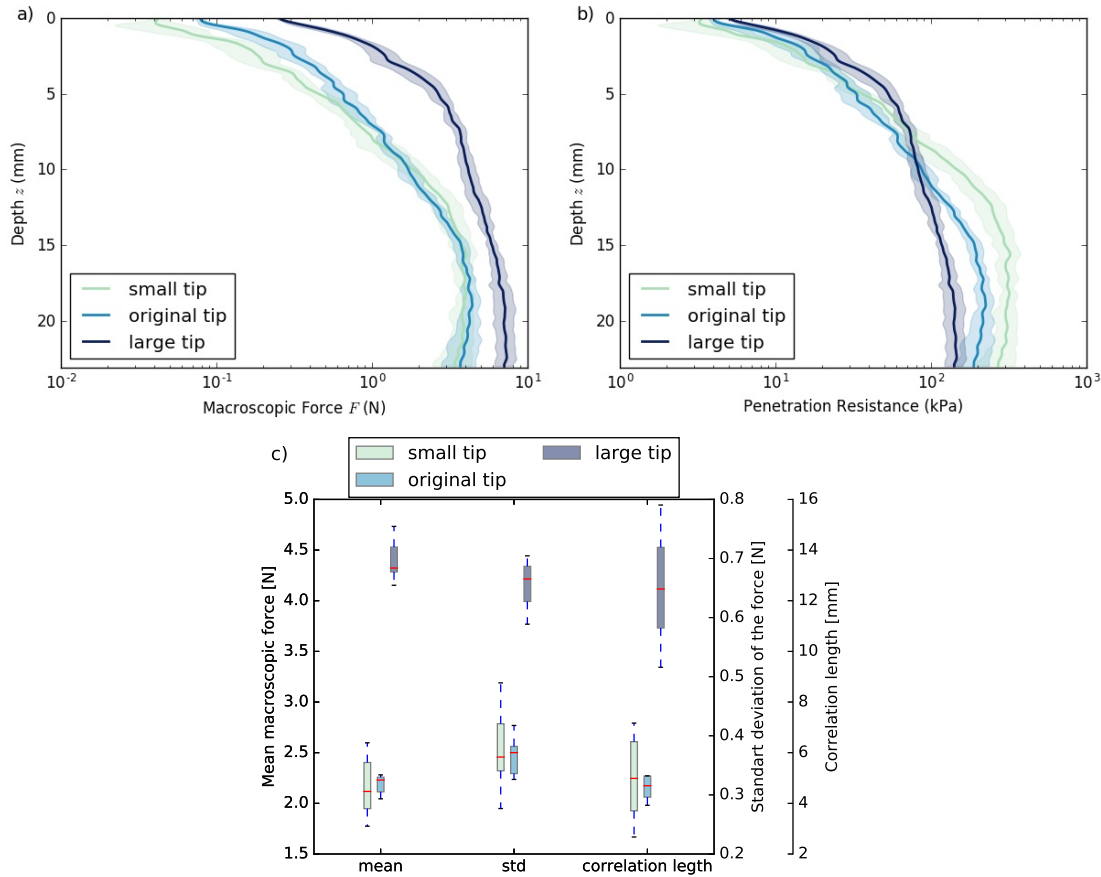 a)
0
5
10
15
20
Depth z (mm)
small tip
original tip
large tip
10^-2 10^-1 10^0 10^1
Macroscopic Force F (N)
b)
0
5
10
15
20
Depth z (mm)
small tip
original tip
large tip
10^0 10^1 10^2 10^3
Penetration Resistance (kPa)
c)
small tip large tip
original tip
5.0
4.5
4.0
3.5
3.0
2.5
2.0
1.5
Mean macroscopic force [N]
0.8
0.7
0.6
0.5
0.4
0.3
0.2
Standart deviation of the force [N]
16
14
12
10
8
6
4
2
Correlation length [mm]
mean std correlation legth